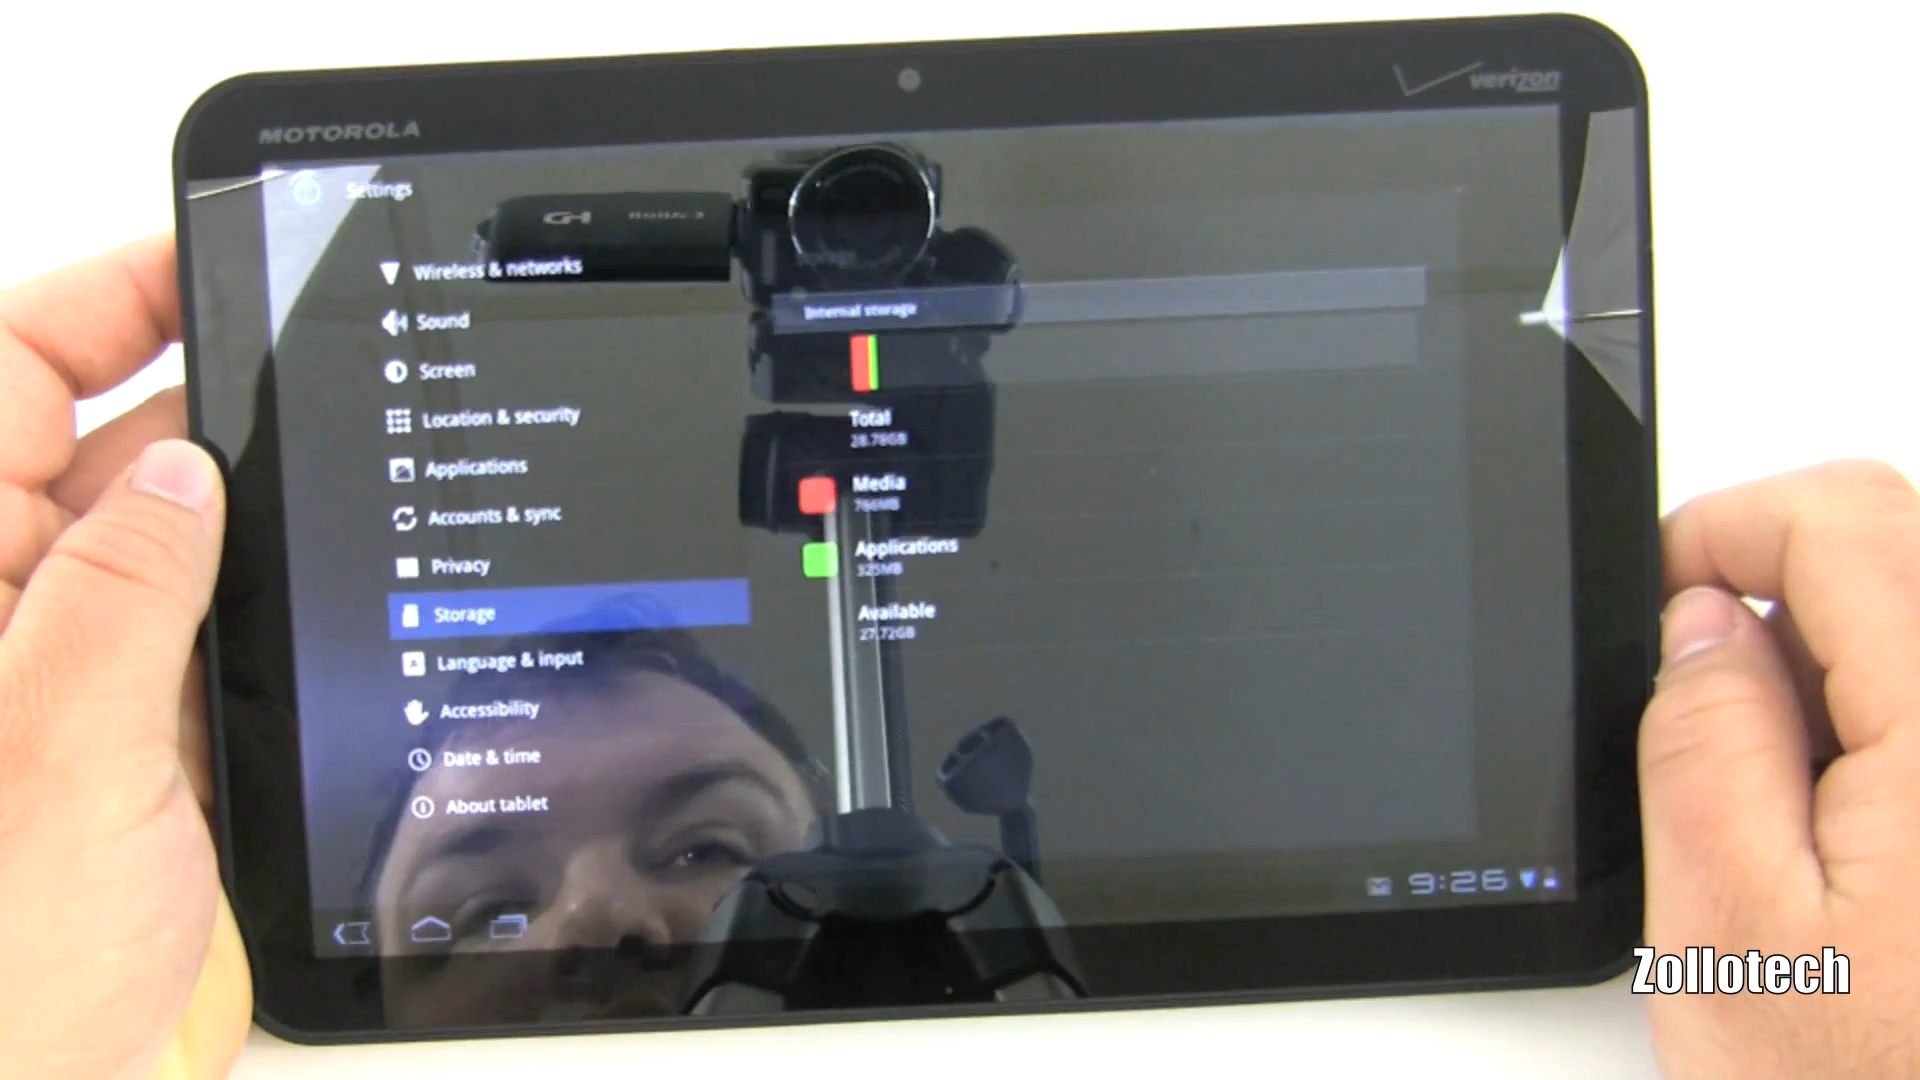 MOTOROLA
verizon
Settings
Wireless & networks
Sound
Screen
Location & security
Applications
Accounts & sync
Privacy
Storage
Language & input
Accessibility
Date & time
About tablet
Internal storage
Total
28.78GB
Media
766MB
Applications
325MB
Available
27.72GB
9:26
Zollotech